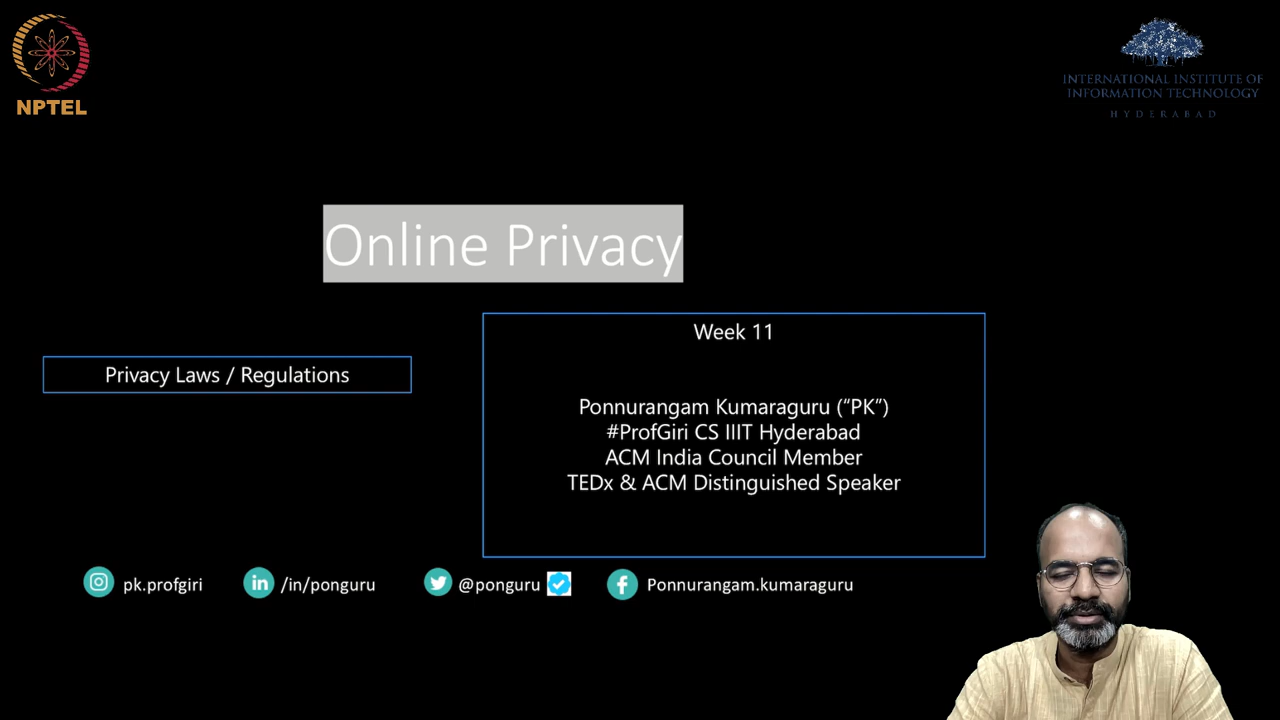 NPTEL
INTERNATIONAL INSTITUTE OF
INFORMATION TECHNOLOGY
HYDERABAD
Online Privacy
Privacy Laws / Regulations
Week 11
Ponnurangam Kumaraguru (“PK”)
#ProfGiri CS IIIT Hyderabad
ACM India Council Member
TEDx & ACM Distinguished Speaker
pk.profgiri
/in/ponguru
@ponguru
Ponnurangam.kumaraguru